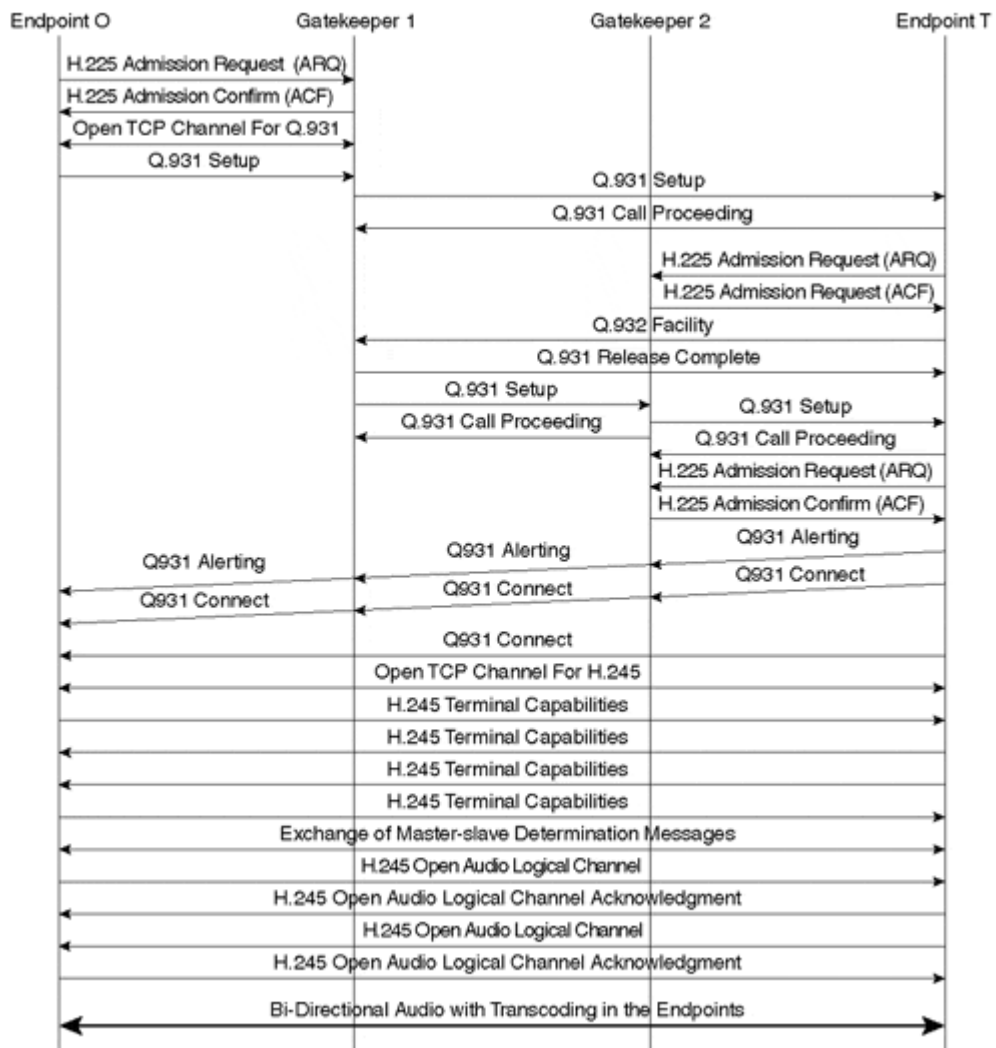 Endpoint O Gatekeeper 1 Gatekeeper 2 Endpoint T
H.225 Admission Request (ARQ)
H.225 Admission Confirm (ACF)
Open TCP Channel For Q.931
Q.931 Setup
Q.931 Setup
Q.931 Call Proceeding
H.225 Admission Request (ARQ)
H.225 Admission Request (ACF)
Q.932 Facility
Q.931 Release Complete
Q.931 Setup
Q.931 Setup
Q.931 Call Proceeding
Q.931 Call Proceeding
H.225 Admission Request (ARQ)
H.225 Admission Confirm (ACF)
Q931 Alerting
Q931 Alerting
Q931 Alerting
Q931 Connect
Q931 Connect
Q931 Connect
Q931 Connect
Open TCP Channel For H.245
H.245 Terminal Capabilities
H.245 Terminal Capabilities
H.245 Terminal Capabilities
H.245 Terminal Capabilities
Exchange of Master-slave Determination Messages
H.245 Open Audio Logical Channel
H.245 Open Audio Logical Channel Acknowledgment
H.245 Open Audio Logical Channel
H.245 Open Audio Logical Channel Acknowledgment
Bi-Directional Audio with Transcoding in the Endpoints